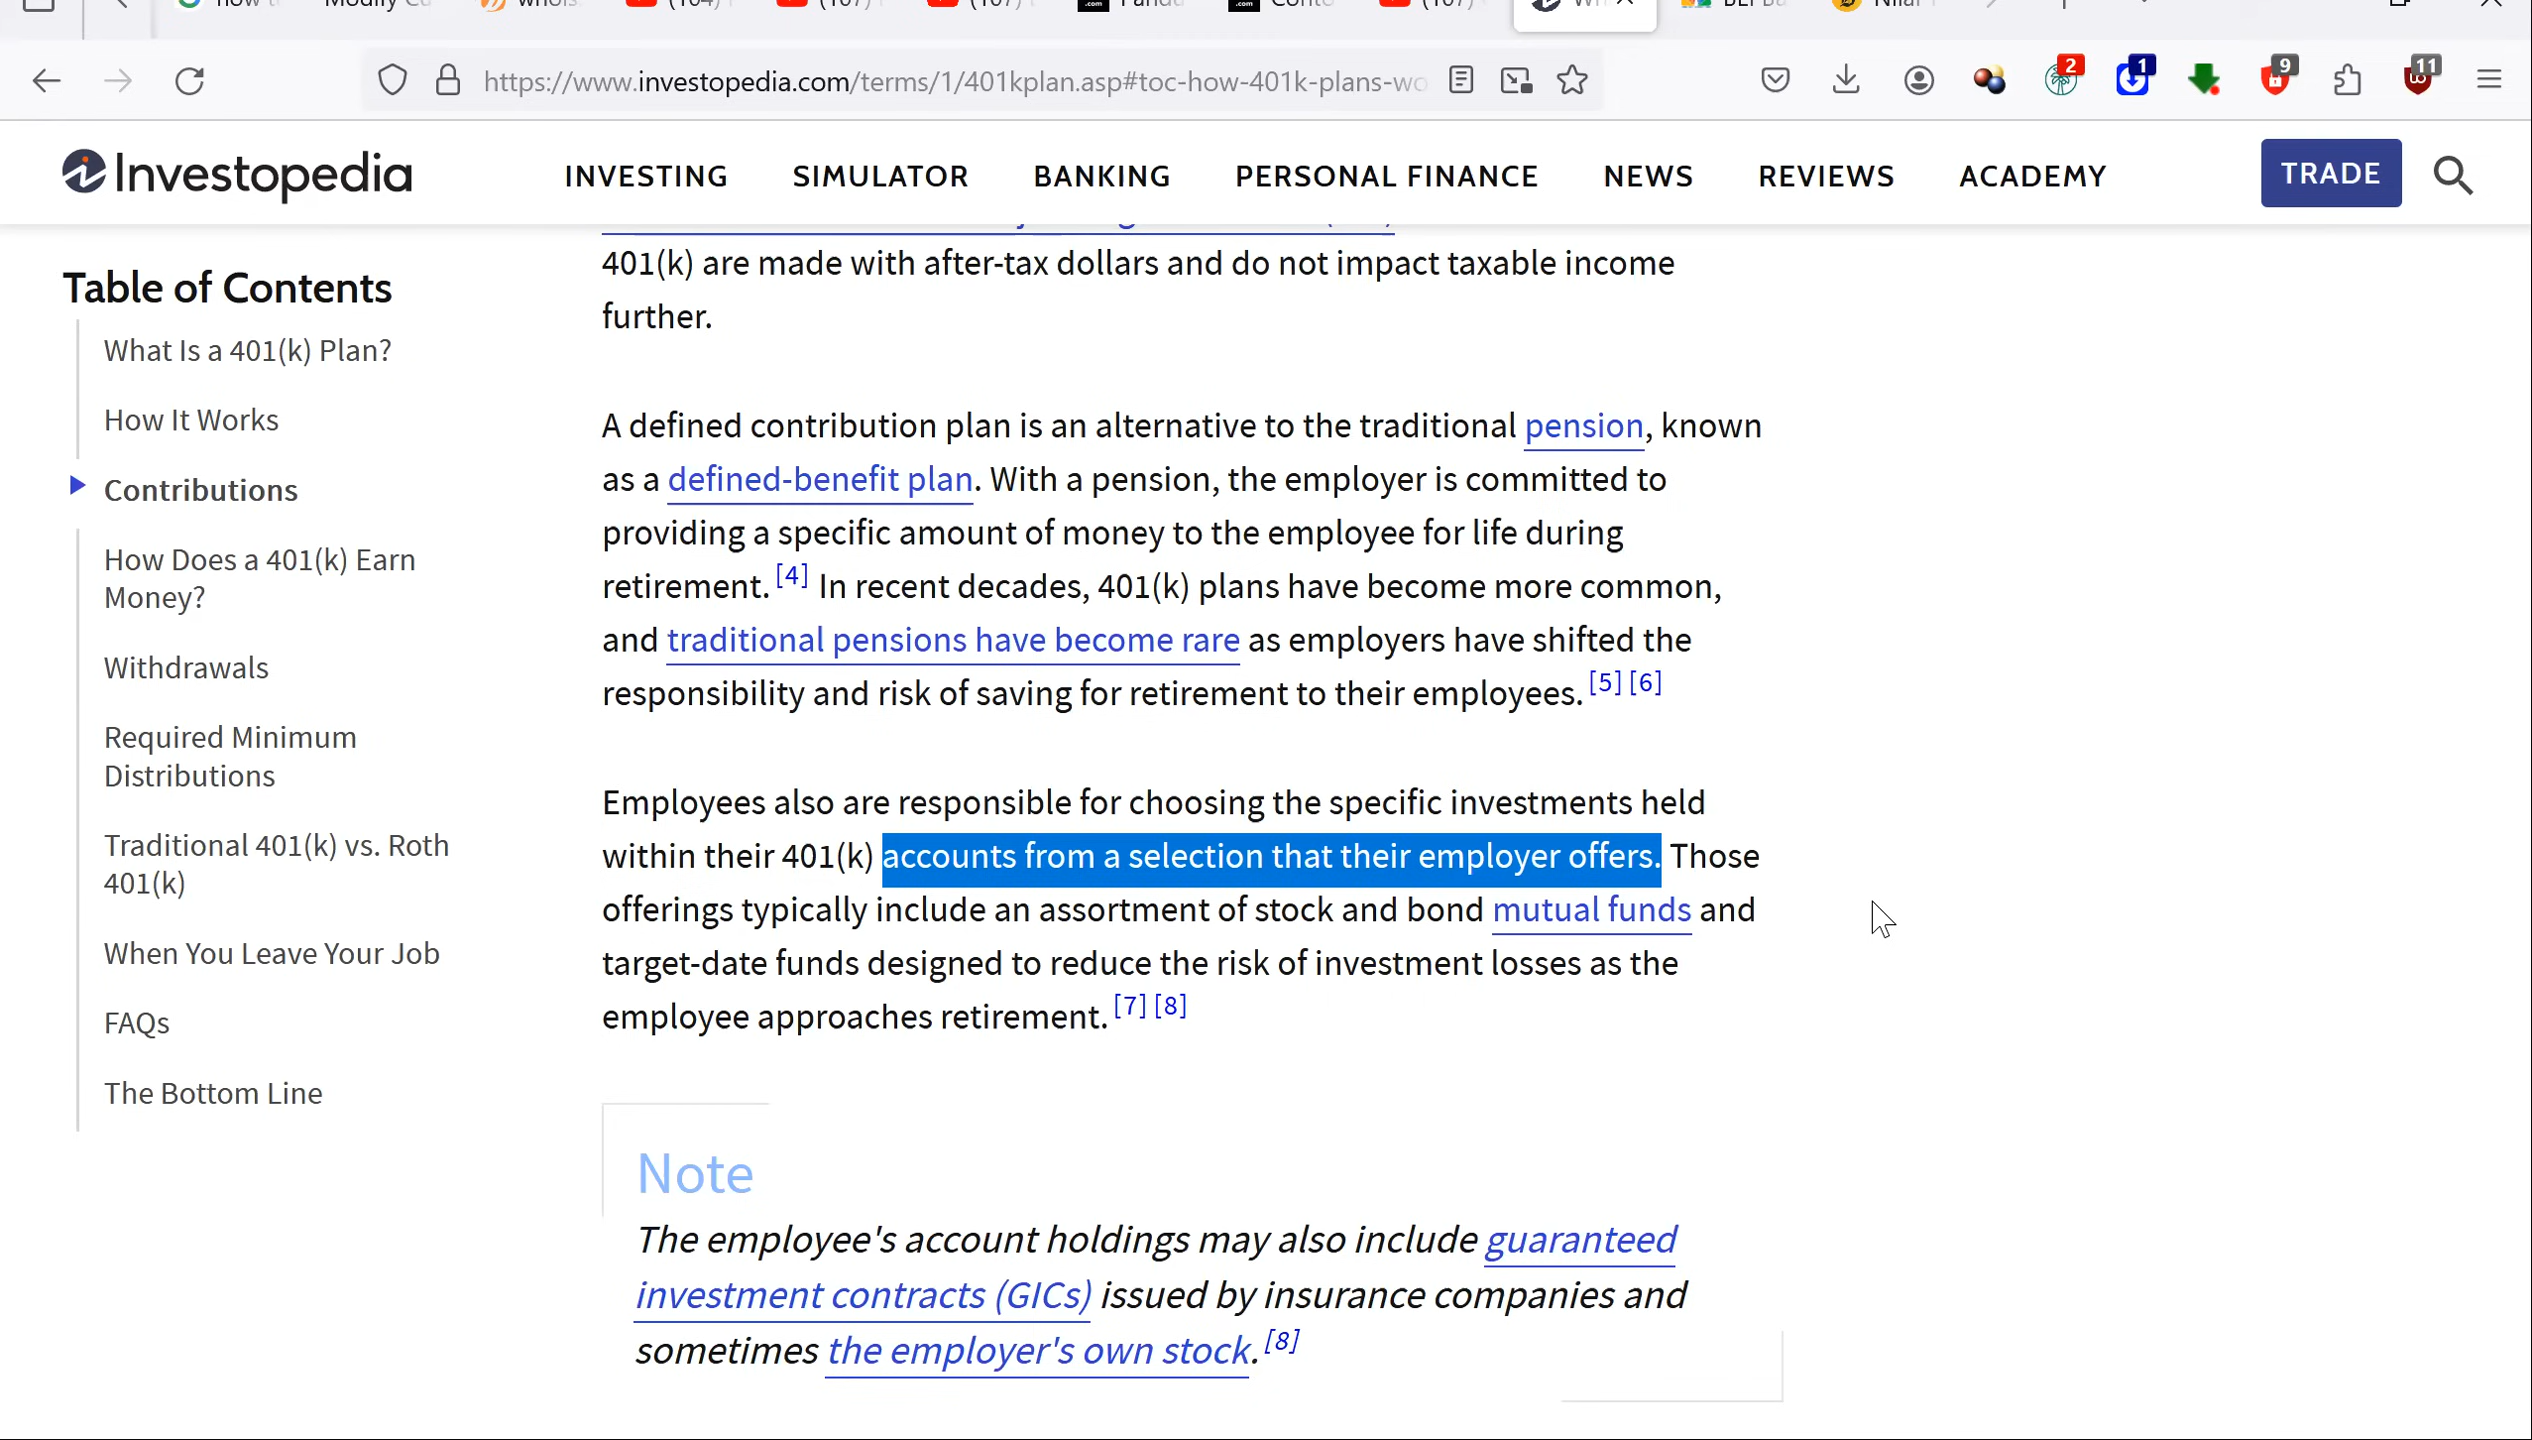 https://www.investopedia.com/terms/1/401kplan.asp#toc-how-401k-plans-wo
2
1
9
11
Investopedia
INVESTING
SIMULATOR
BANKING
PERSONAL FINANCE
NEWS
REVIEWS
ACADEMY
TRADE
Table of Contents
What Is a 401(k) Plan?
How It Works
Contributions
How Does a 401(k) Earn
Money?
Withdrawals
Required Minimum
Distributions
Traditional 401(k) vs. Roth
401(k)
When You Leave Your Job
FAQs
The Bottom Line
401(k) are made with after-tax dollars and do not impact taxable income
further.
A defined contribution plan is an alternative to the traditional pension, known
as a defined-benefit plan. With a pension, the employer is committed to
providing a specific amount of money to the employee for life during
retirement. [4] In recent decades, 401(k) plans have become more common,
and traditional pensions have become rare as employers have shifted the
responsibility and risk of saving for retirement to their employees. [5] [6]
Employees also are responsible for choosing the specific investments held
within their 401(k) accounts from a selection that their employer offers. Those
offerings typically include an assortment of stock and bond mutual funds and
target-date funds designed to reduce the risk of investment losses as the
employee approaches retirement. [7] [8]
Note
The employee's account holdings may also include guaranteed
investment contracts (GICs) issued by insurance companies and
sometimes the employer's own stock. [8]